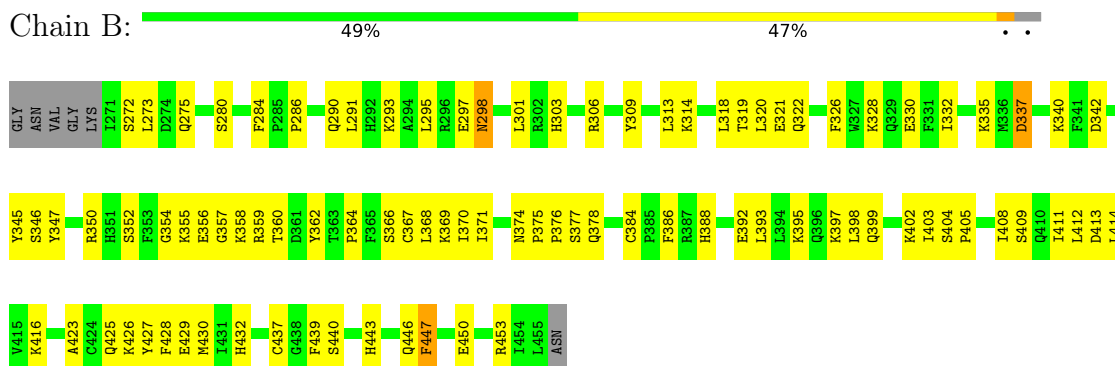 Chain B:
49% 47% • •
GLY ASN VAL GLY LYS I271 S272 L273 D274 Q275 S280 F284 P285 P286 Q290 L291 H292 K293 A294 L295 R296 E297 N298 L301 R302 H303 R306 Y309 L313 K314 L318 T319 L320 E321 Q322 F326 W327 K328 Q329 E330 F331 I332 K335 M336 D337 K340 F341 D342
Y345 S346 Y347 R350 H351 S352 F353 G354 K355 E356 G357 K358 R359 T360 D361 Y362 T363 P364 F365 S366 C367 L368 K369 I370 I371 N374 P375 P376 S377 Q378 C384 P385 F386 R387 H388 E392 L393 L394 K395 Q396 K397 L398 Q399 K402 I403 S404 P405 I408 S409 Q410 I411 L412 D413 L414
V415 K416 A423 C424 Q425 K426 Y427 F428 E429 M430 I431 H432 C437 G438 F439 S440 H443 Q446 F447 E450 R453 I454 L455 ASN